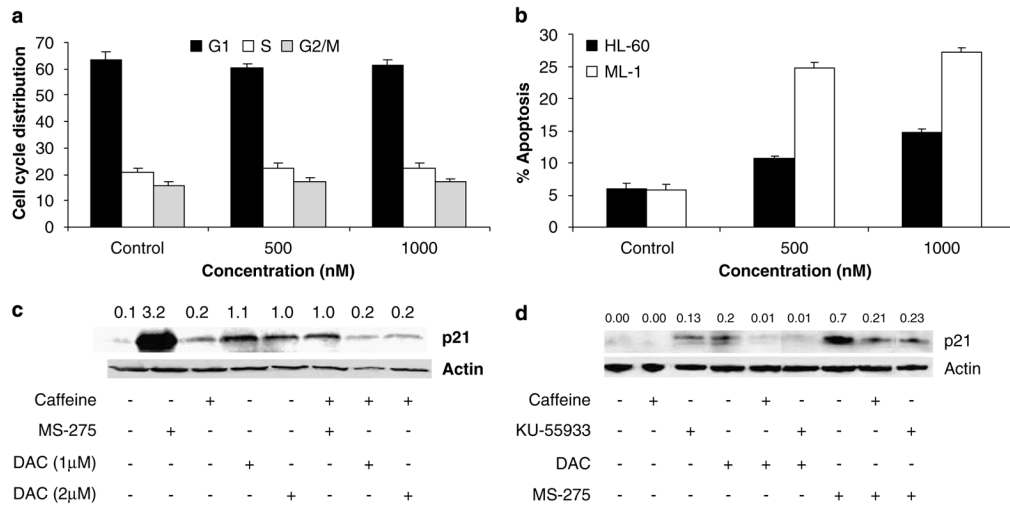 a
Cell cycle distribution
70
60
50
40
30
20
10
0
G1 S G2/M
Control 500 1000
Concentration (nM)
b
% Apoptosis
30
25
20
15
10
5
0
HL-60
ML-1
Control 500 1000
Concentration (nM)
c
0.1 3.2 0.2 1.1 1.0 1.0 0.2 0.2
p21
Actin
Caffeine - - + - - + + +
MS-275 - + - - - + - -
DAC (1µM) - - - + - - + -
DAC (2µM) - - - - + - - +
d
0.00 0.00 0.13 0.2 0.01 0.01 0.7 0.21 0.23
p21
Actin
Caffeine - + - - + - - + -
KU-55933 - - + - - + - - +
DAC - - - + + + - - -
MS-275 - - - - - - + + +